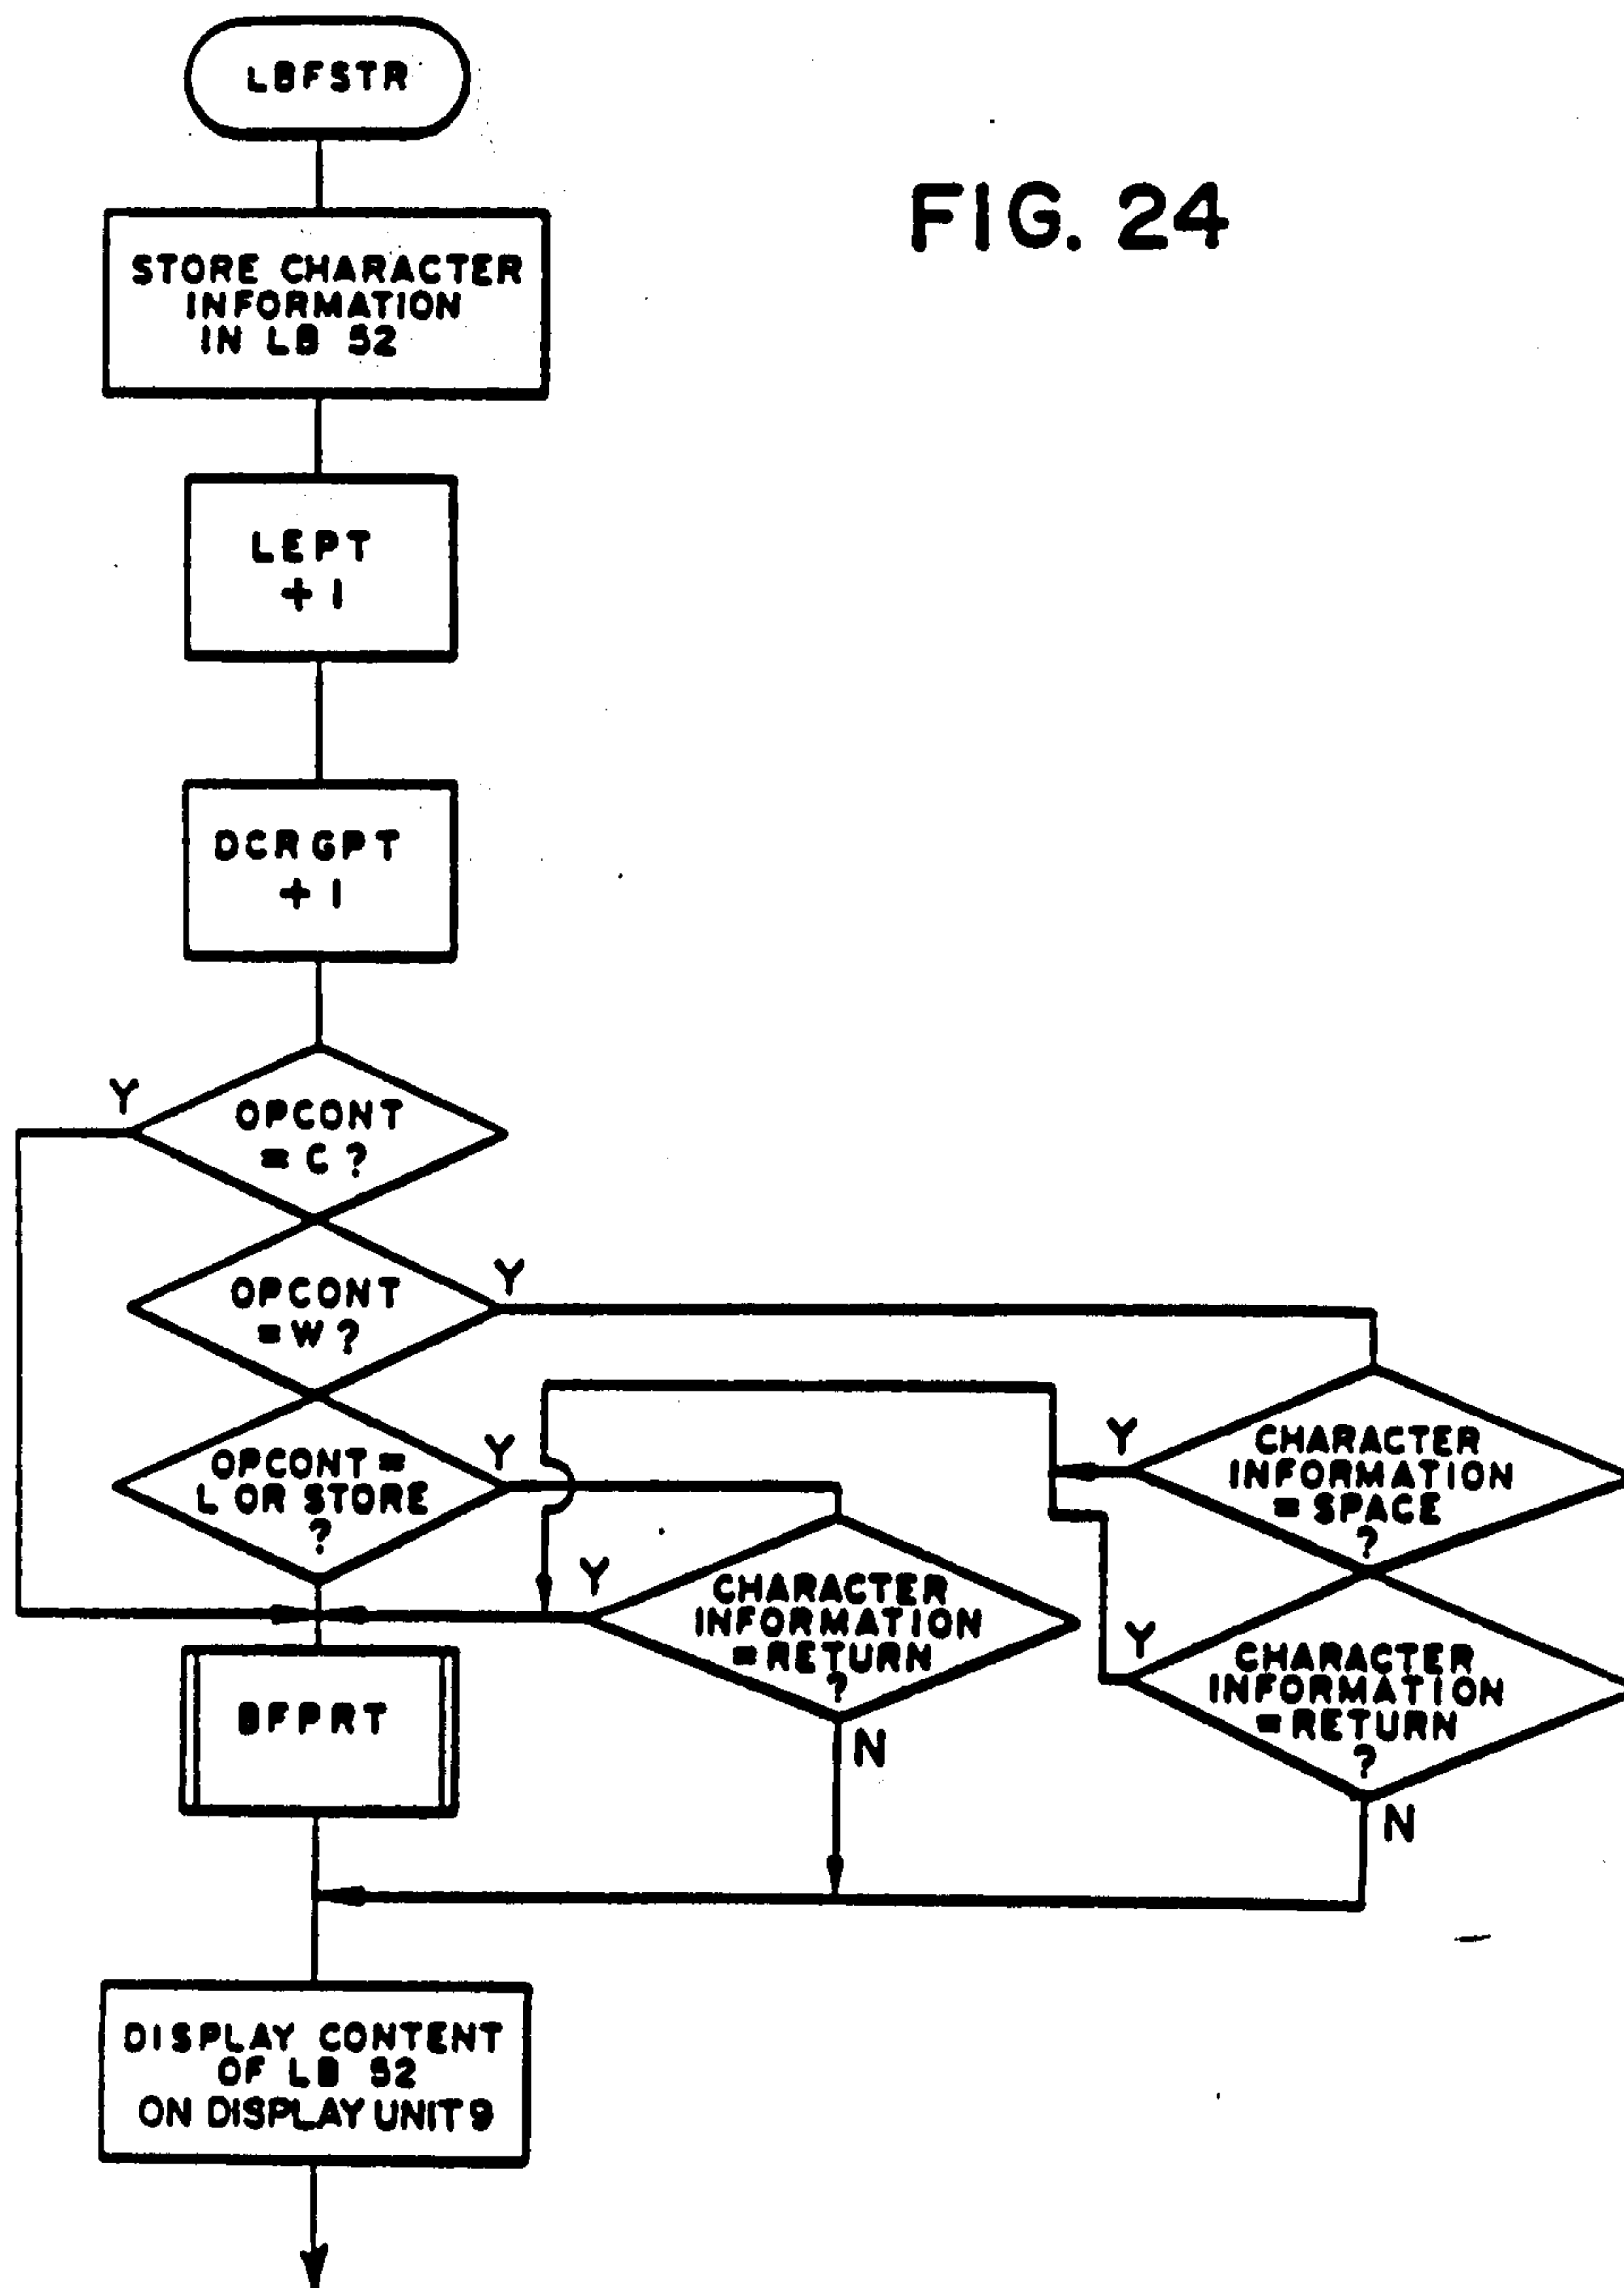 LBFSTR
FIG. 24
STORE CHARACTER
INFORMATION
IN LB 52
LEPT
+1
DCRGPT
+1
Y
OPCONT
= C ?
Y
OPCONT
= W ?
Y
OPCONT =
L OR STORE
?
Y
CHARACTER
INFORMATION
= SPACE
?
Y
CHARACTER
INFORMATION
= RETURN
?
N
Y
CHARACTER
INFORMATION
= RETURN
?
N
BFPRT
DISPLAY CONTENT
OF LB 52
ON DISPLAY UNIT 9